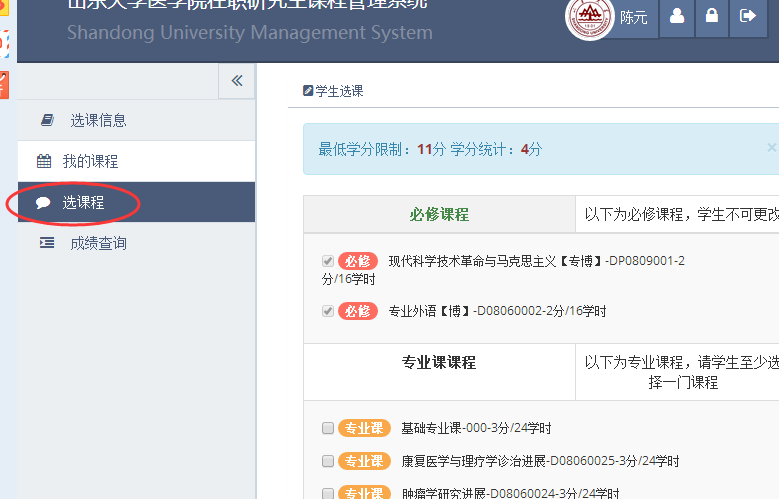 山东大学医学院在职研究生课程管理系统
Shandong University Management System
陈元
学生选课
选课信息
最低学分限制：11分 学分统计：4分
我的课程
选课程
必修课程
以下为必修课程，学生不可更改
成绩查询
必修 现代科学技术革命与马克思主义【专博】-DP0809001-2
分/16学时
必修 专业外语【博】-D08060002-2分/16学时
专业课课程
以下为专业课程，请学生至少选
择一门课程
专业课 基础专业课-000-3分/24学时
专业课 康复医学与理疗学诊治进展-D08060025-3分/24学时
专业课 肿瘤学研究进展-D08060024-3分/24学时